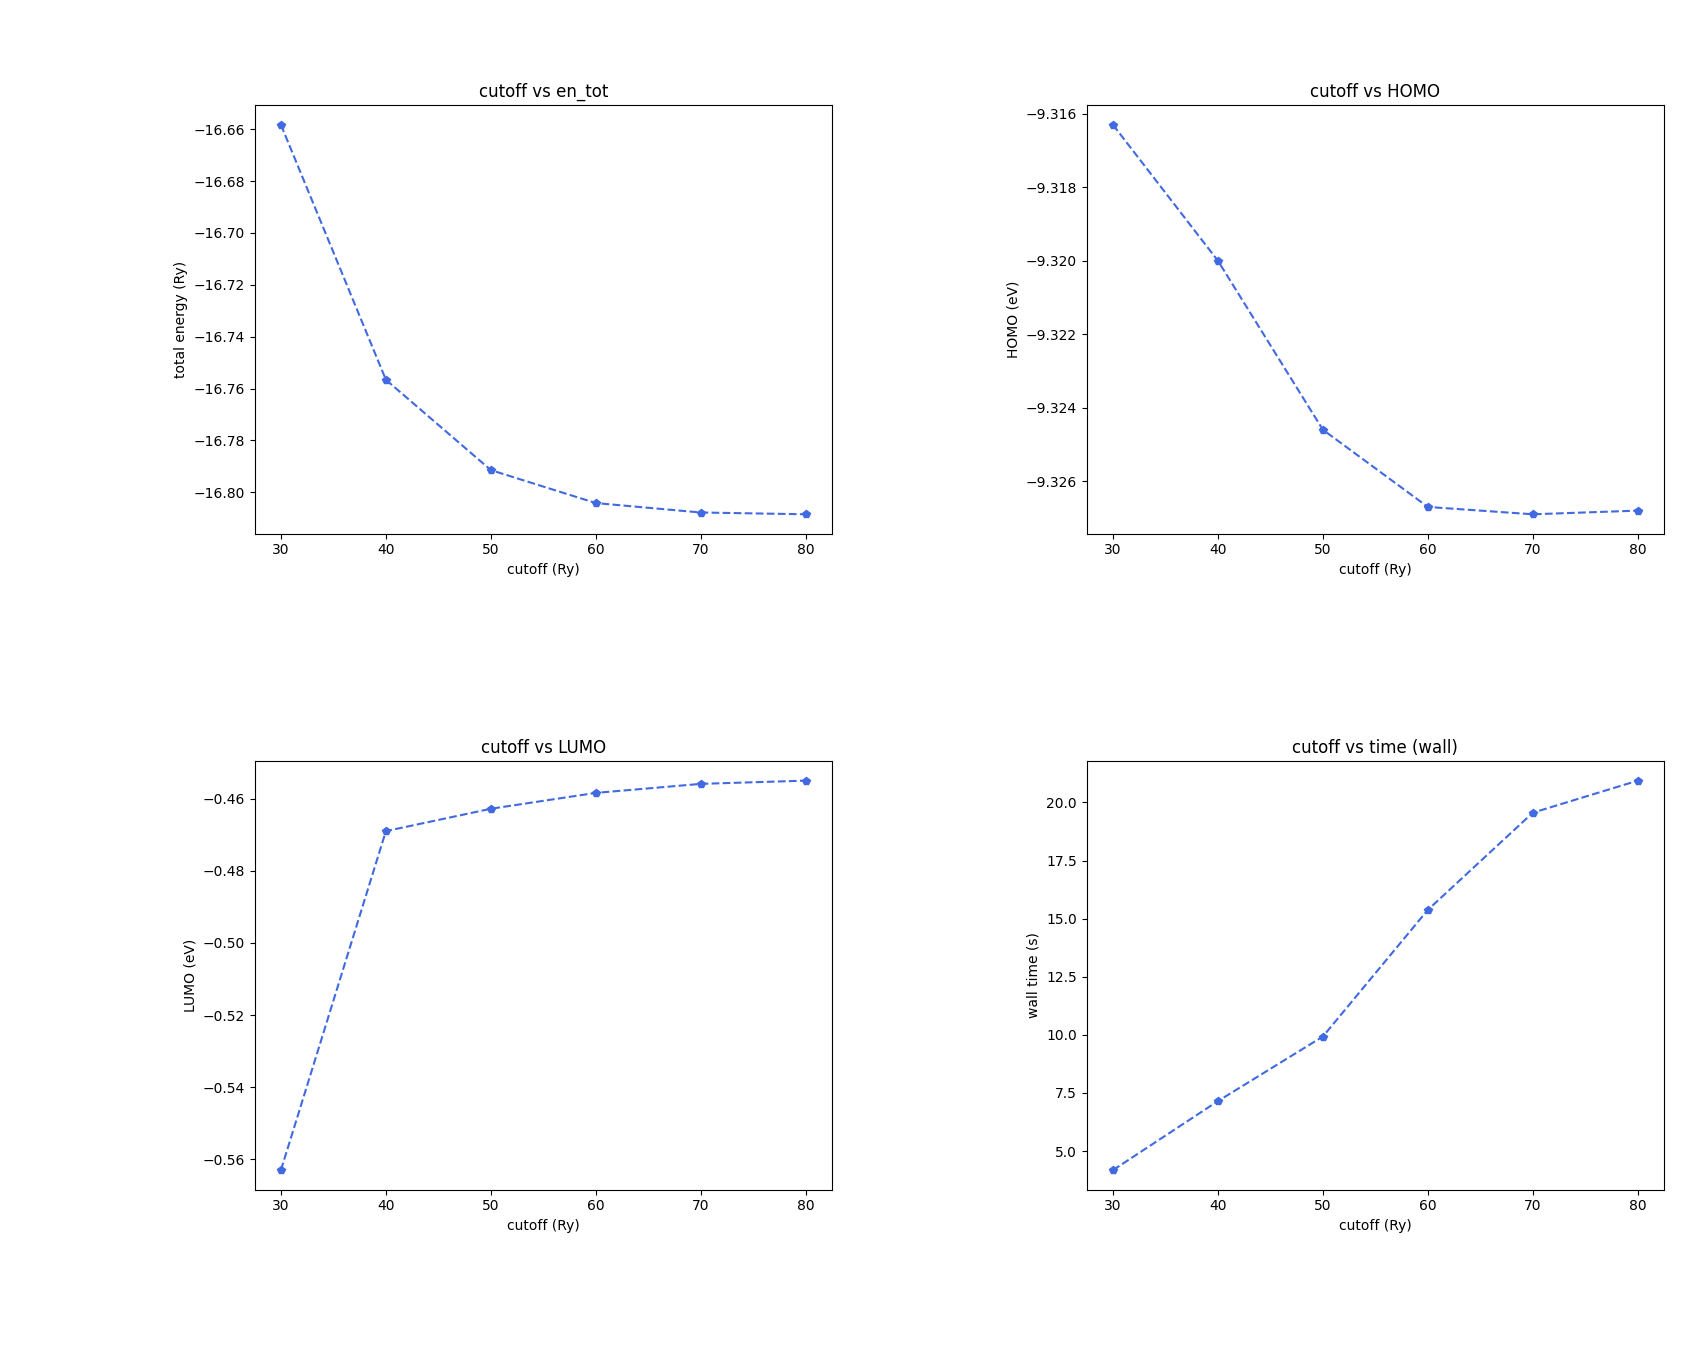 cutoff vs en_tot
total energy (Ry)
−16.66
−16.68
−16.70
−16.72
−16.74
−16.76
−16.78
−16.80
30 40 50 60 70 80
cutoff (Ry)
cutoff vs HOMO
HOMO (eV)
−9.316
−9.318
−9.320
−9.322
−9.324
−9.326
30 40 50 60 70 80
cutoff (Ry)
cutoff vs LUMO
LUMO (eV)
−0.46
−0.48
−0.50
−0.52
−0.54
−0.56
30 40 50 60 70 80
cutoff (Ry)
cutoff vs time (wall)
wall time (s)
20.0
17.5
15.0
12.5
10.0
7.5
5.0
30 40 50 60 70 80
cutoff (Ry)